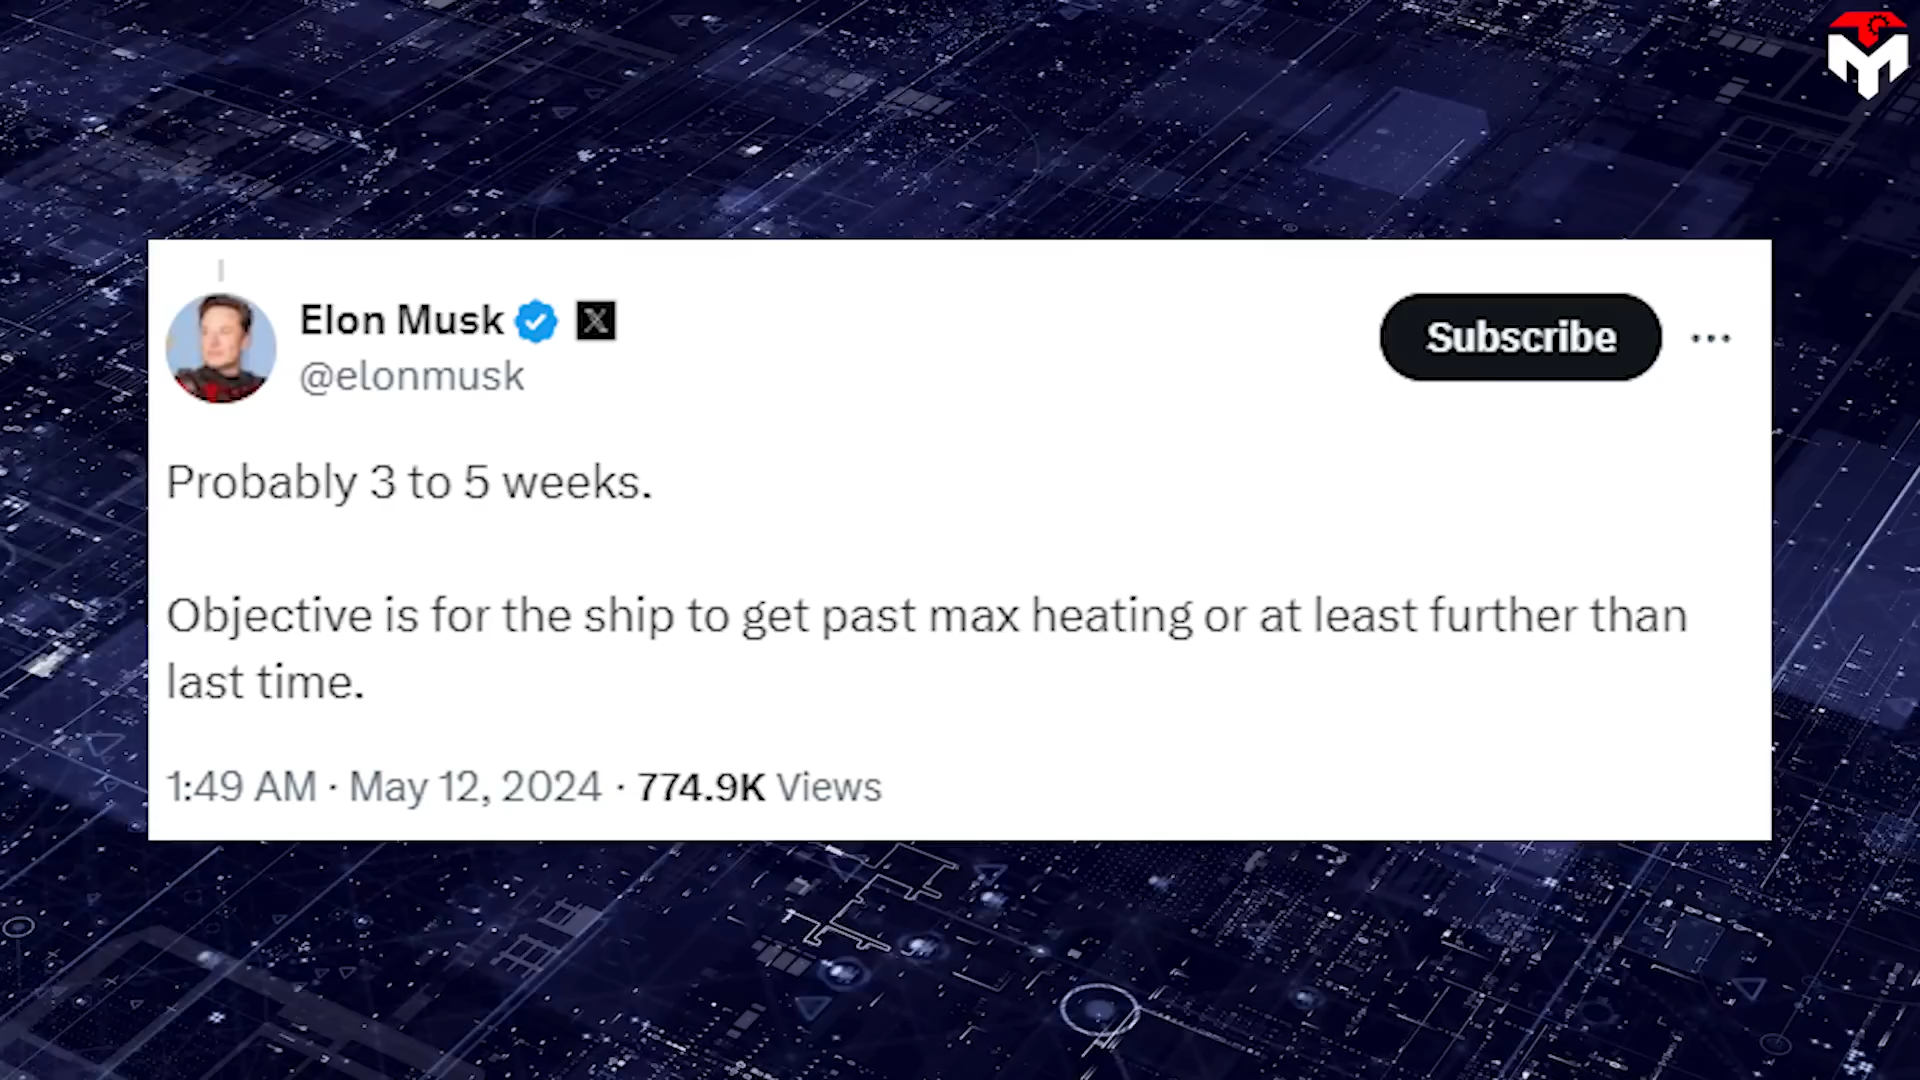 Elon Musk
@elonmusk
Subscribe
Probably 3 to 5 weeks.
Objective is for the ship to get past max heating or at least further than
last time.
1:49 AM · May 12, 2024 · 774.9K Views